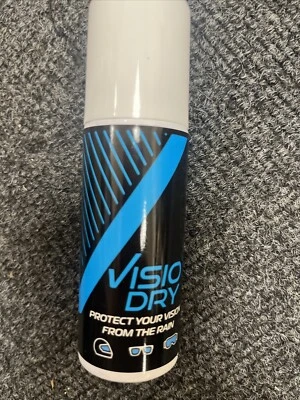 VISIO
DRY
PROTECT YOUR VISION
FROM THE RAIN